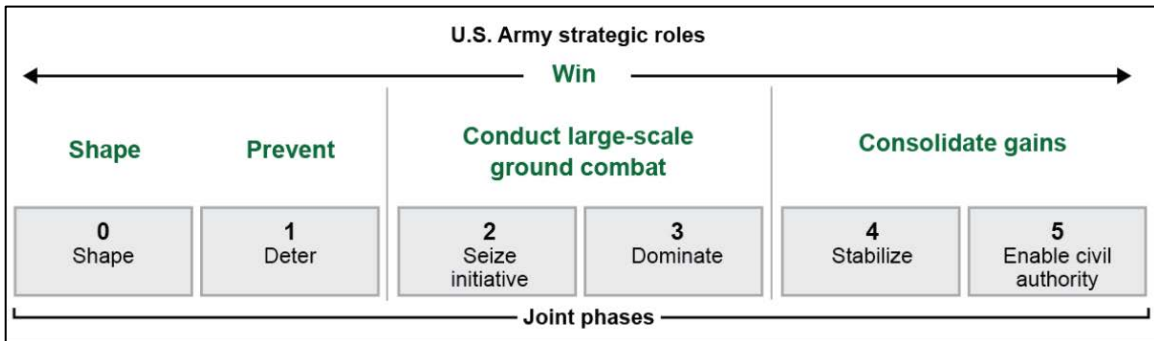 U.S. Army strategic roles
Win
Shape
Prevent
Conduct large-scale
ground combat
Consolidate gains
0
Shape
1
Deter
2
Seize
initiative
3
Dominate
4
Stabilize
5
Enable civil
authority
Joint phases